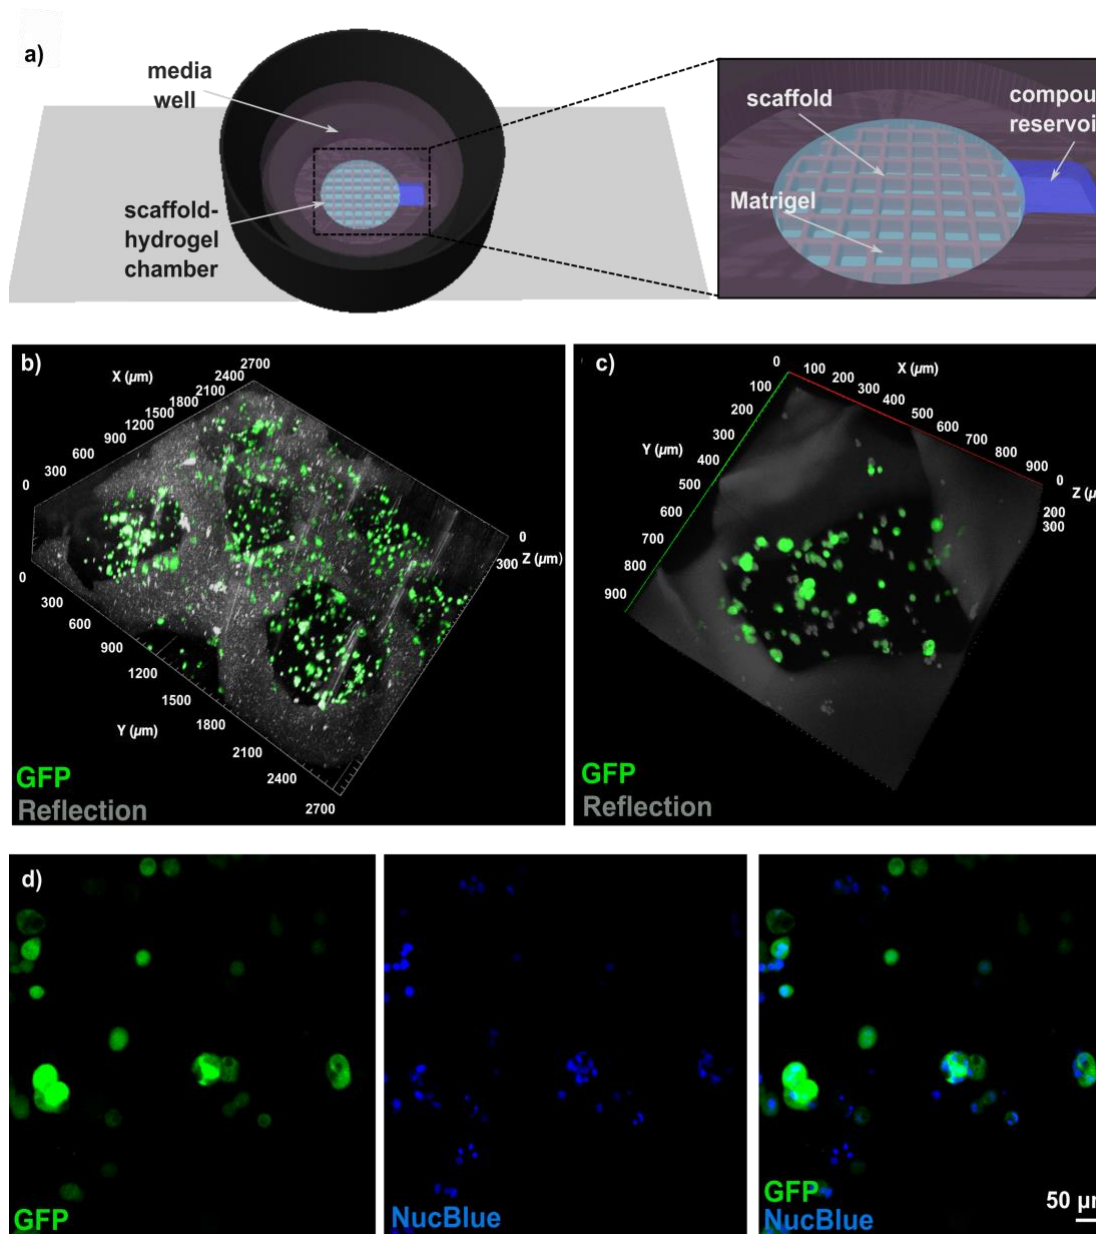 a)
media
well
scaffold-
hydrogel
chamber
scaffold
Matrigel
compou
reservoi
b)
X (µm)
2700
2400
2100
1800
1500
1200
900
600
300
0
0
300
600
900
1200
1500
1800
2100
2400
2700
Y (µm)
0
300 Z (µm)
GFP
Reflection
c)
0
100
200
300
400
500
600
700
800
900
X (µm)
100
200
300
400
500
600
700
800
900
Y (µm)
0
Z (µ
200
300
GFP
Reflection
d)
GFP
NucBlue
GFP
NucBlue
50 µ